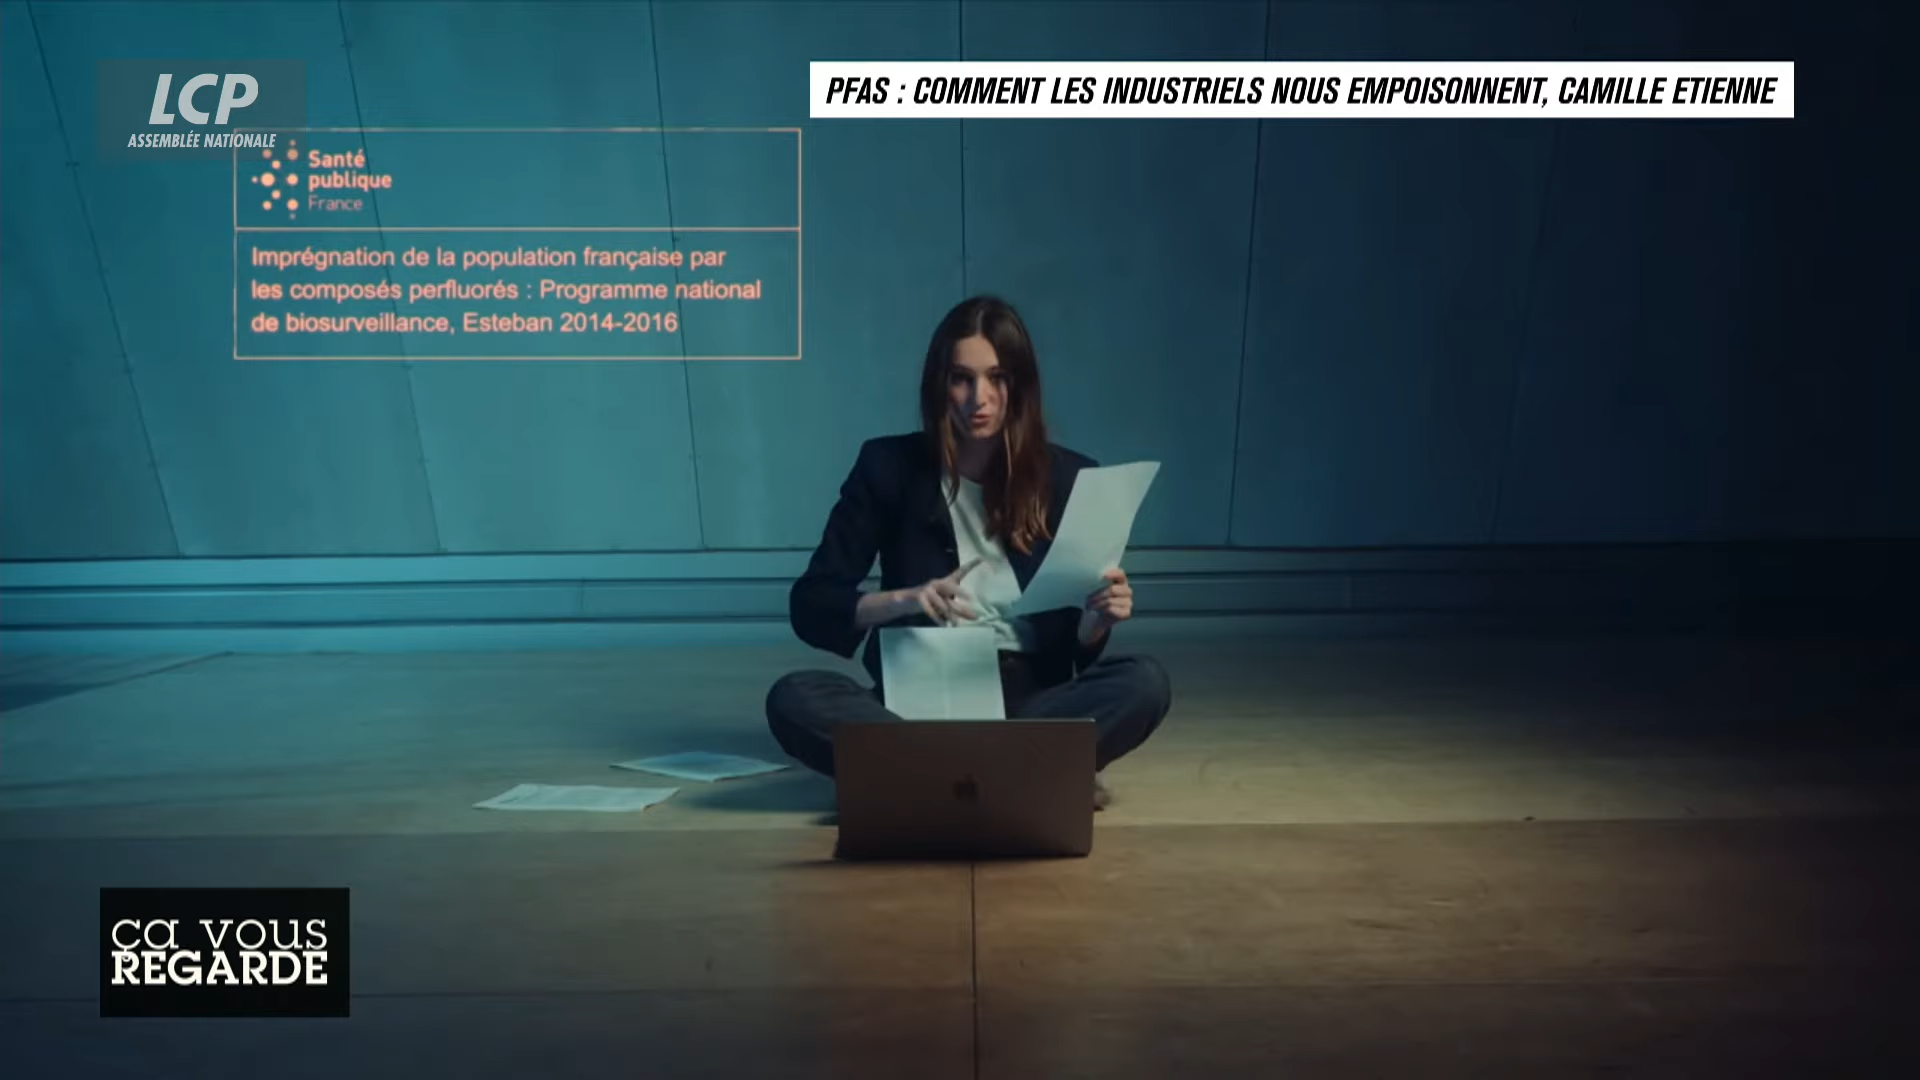 LCP
ASSEMBLÉE NATIONALE
PFAS : COMMENT LES INDUSTRIELS NOUS EMPOISONNENT, CAMILLE ETIENNE
Santé
publique
France
Imprégnation de la population française par
les composés perfluorés : Programme national
de biosurveillance, Esteban 2014-2016
ça vous
REGARDE